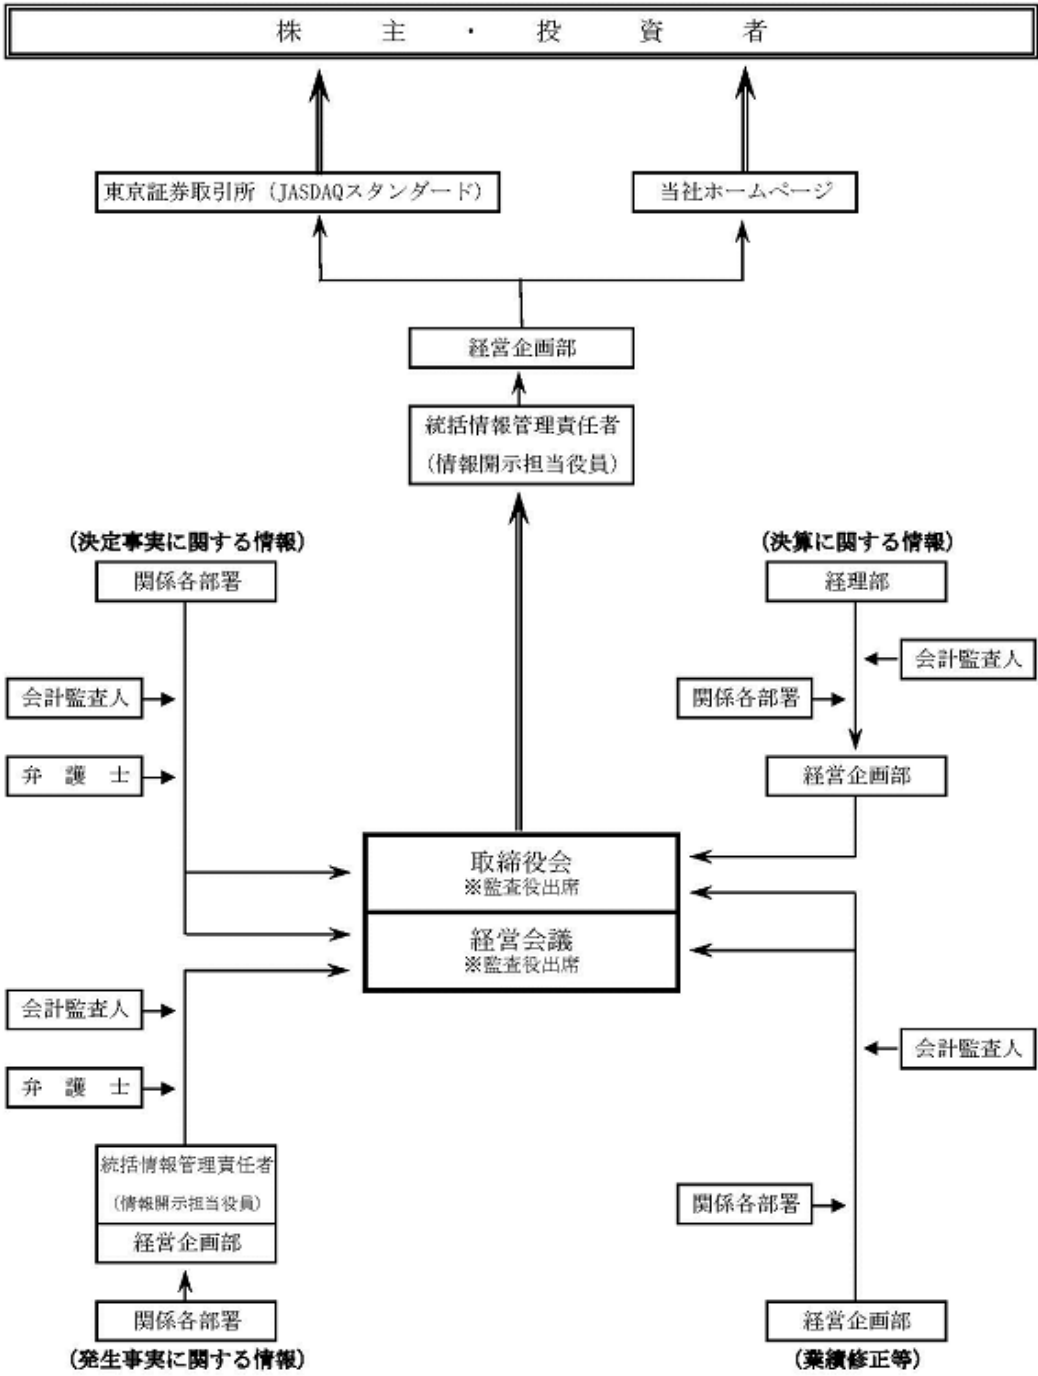 株主・投資者
東京証券取引所（JASDAQスタンダード）
当社ホームページ
経営企画部
統括情報管理責任者
（情報開示担当役員）
（決定事実に関する情報）
関係各部署
会計監査人
弁護士
（決算に関する情報）
経理部
会計監査人
関係各部署
経営企画部
取締役会
※監査役出席
経営会議
※監査役出席
会計監査人
弁護士
統括情報管理責任者
（情報開示担当役員）
経営企画部
関係各部署
（発生事実に関する情報）
会計監査人
関係各部署
経営企画部
（業績修正等）